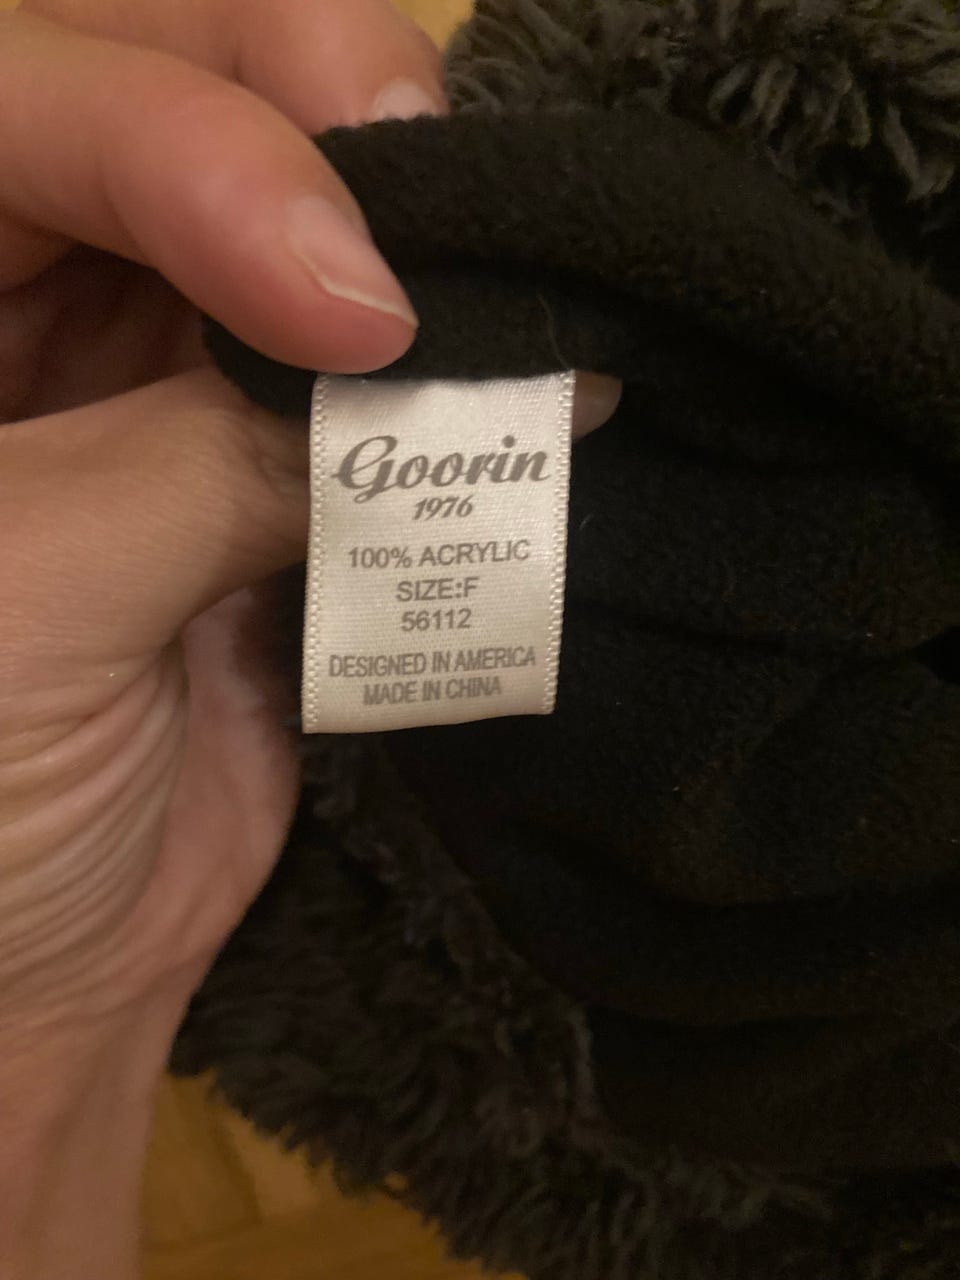 Goorin
1976
100% ACRYLIC
SIZE:F
56112
DESIGNED IN AMERICA
MADE IN CHINA